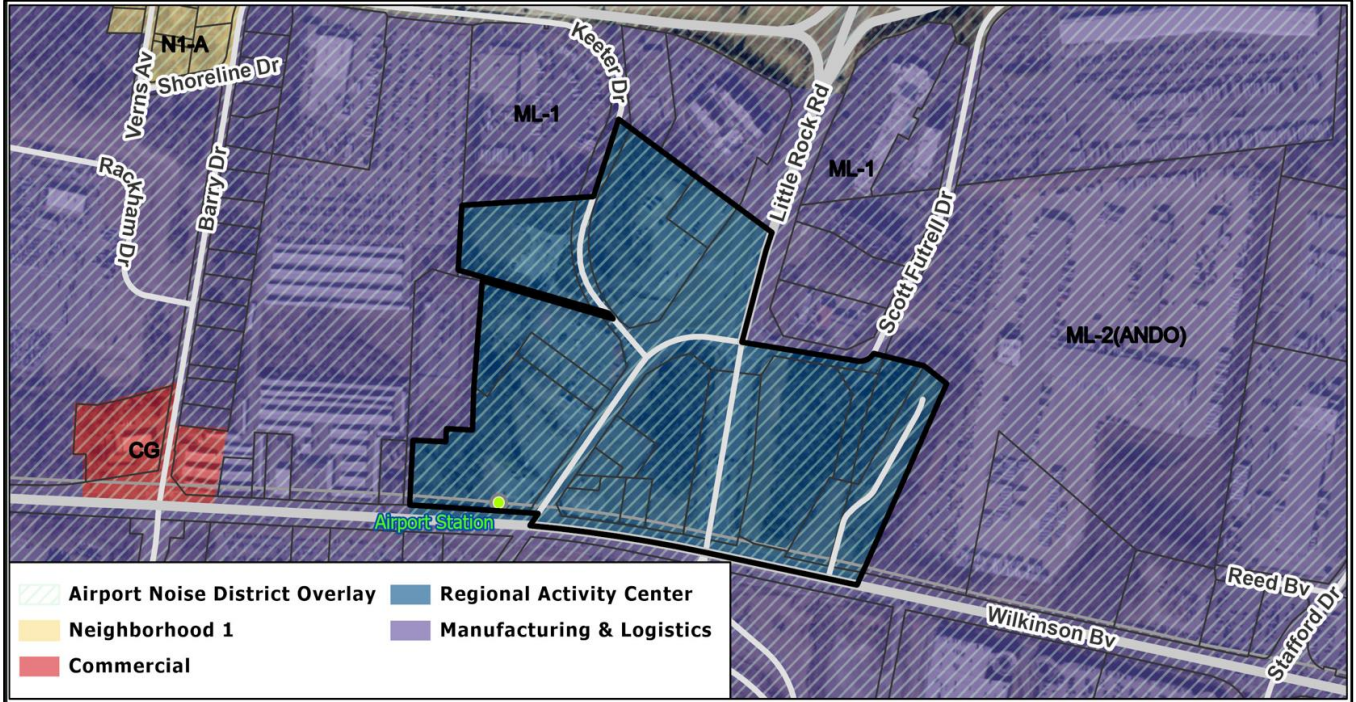 N1-A
Verns Av
Shoreline Dr
Keeter Dr
ML-1
Little Rock Rd
ML-1
Rackham Dr
Barry Dr
Scott Futrell Dr
ML-2(ANDO)
CG
Airport Station
Reed Bv
Wilkinson Bv
Stafford Dr
Airport Noise District Overlay
Regional Activity Center
Neighborhood 1
Manufacturing & Logistics
Commercial